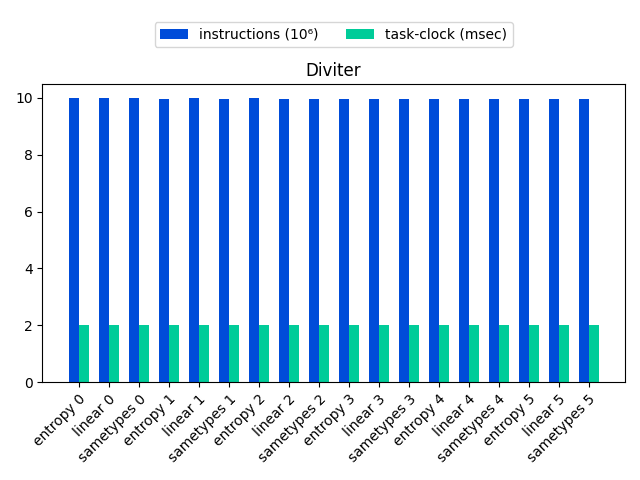 instructions (10⁶) task-clock (msec)
Diviter
10
8
6
4
2
0
entropy 0
linear 0
sametypes 0
entropy 1
linear 1
sametypes 1
entropy 2
linear 2
sametypes 2
entropy 3
linear 3
sametypes 3
entropy 4
linear 4
sametypes 4
entropy 5
linear 5
sametypes 5